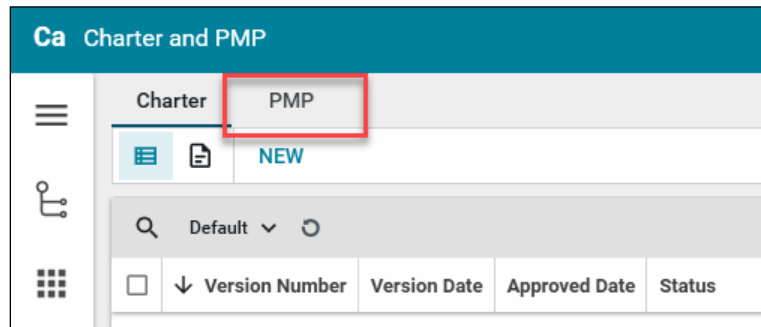 Ca Charter and PMP
Charter PMP
NEW
Default
Version Number Version Date Approved Date Status